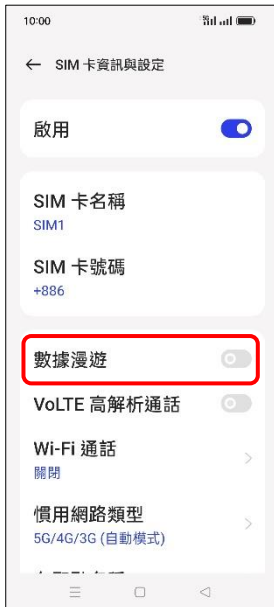 10:00
← SIM 卡資訊與設定
啟用
SIM 卡名稱
SIM1
SIM 卡號碼
+886
數據漫遊
VoLTE 高解析通話
Wi-Fi 通話
關閉
慣用網路類型
5G/4G/3G (自動模式)